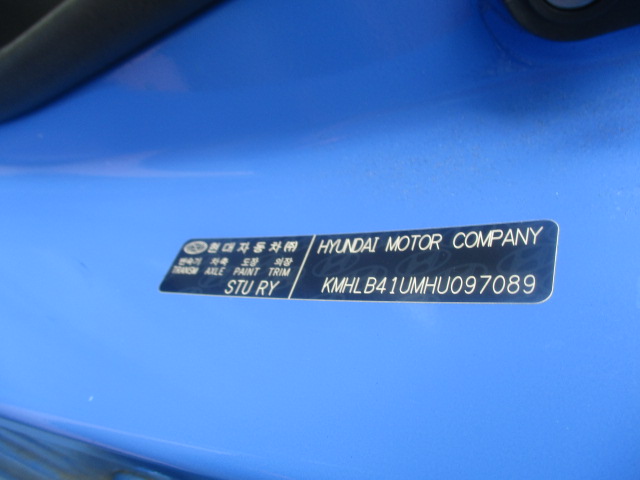 현대자동차㈜
변속기 차축 도장 의장
TRANSM AXLE PAINT TRIM
STU RY
HYUNDAI MOTOR COMPANY
KMHLB41UMHU097089